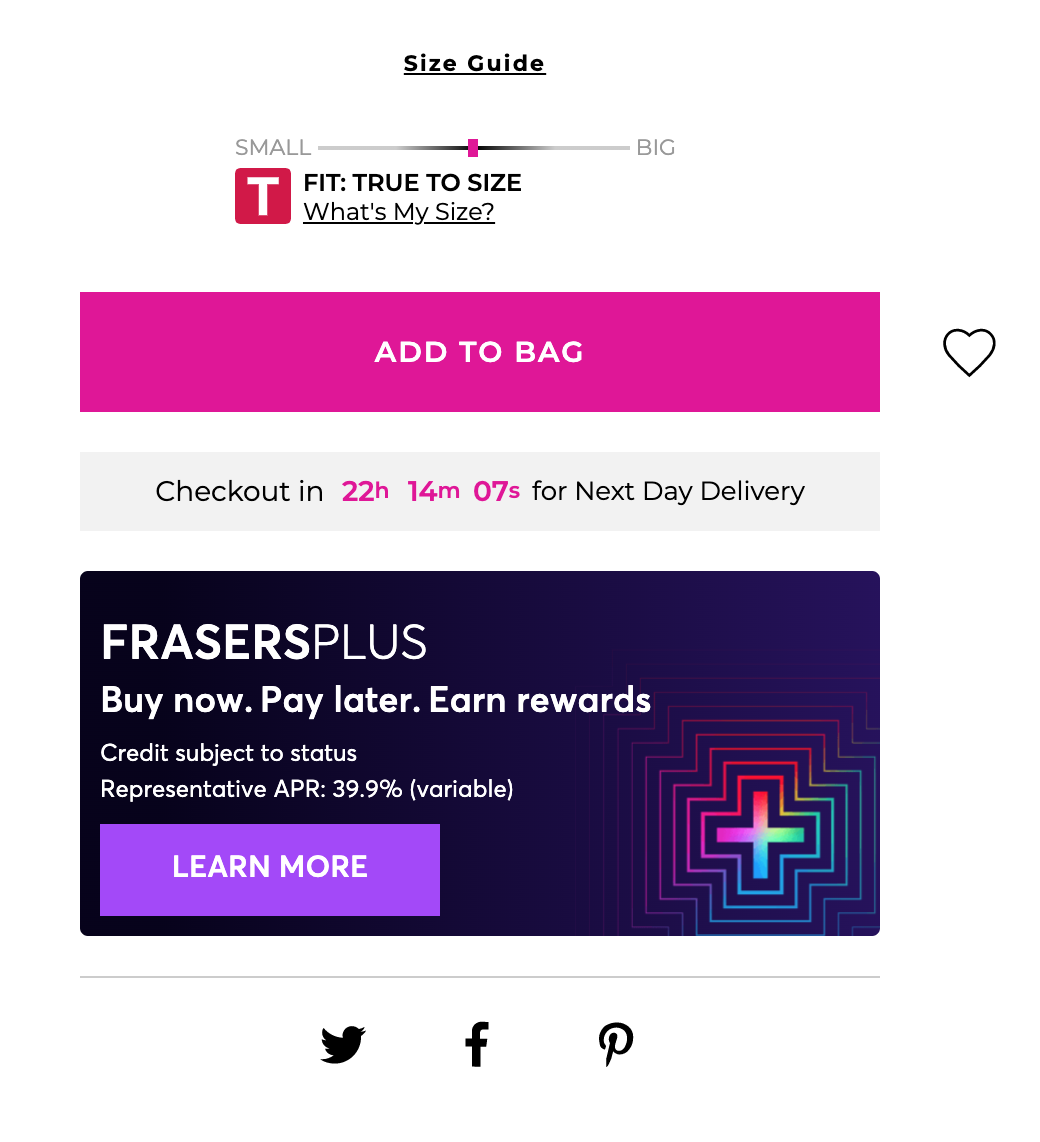 Size Guide
SMALL BIG
T FIT: TRUE TO SIZE
What's My Size?
ADD TO BAG
Checkout in 22h 14m 07s for Next Day Delivery
FRASERSPLUS
Buy now. Pay later. Earn rewards
Credit subject to status
Representative APR: 39.9% (variable)
LEARN MORE